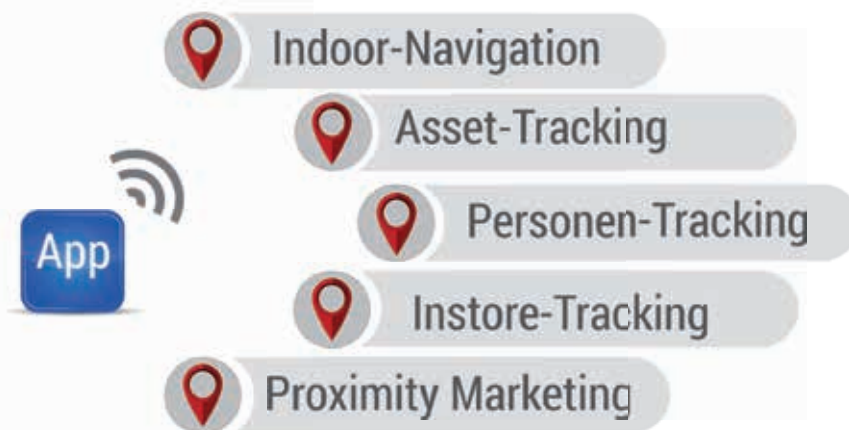 Indoor-Navigation
Asset-Tracking
App
Personen-Tracking
Instore-Tracking
Proximity Marketing